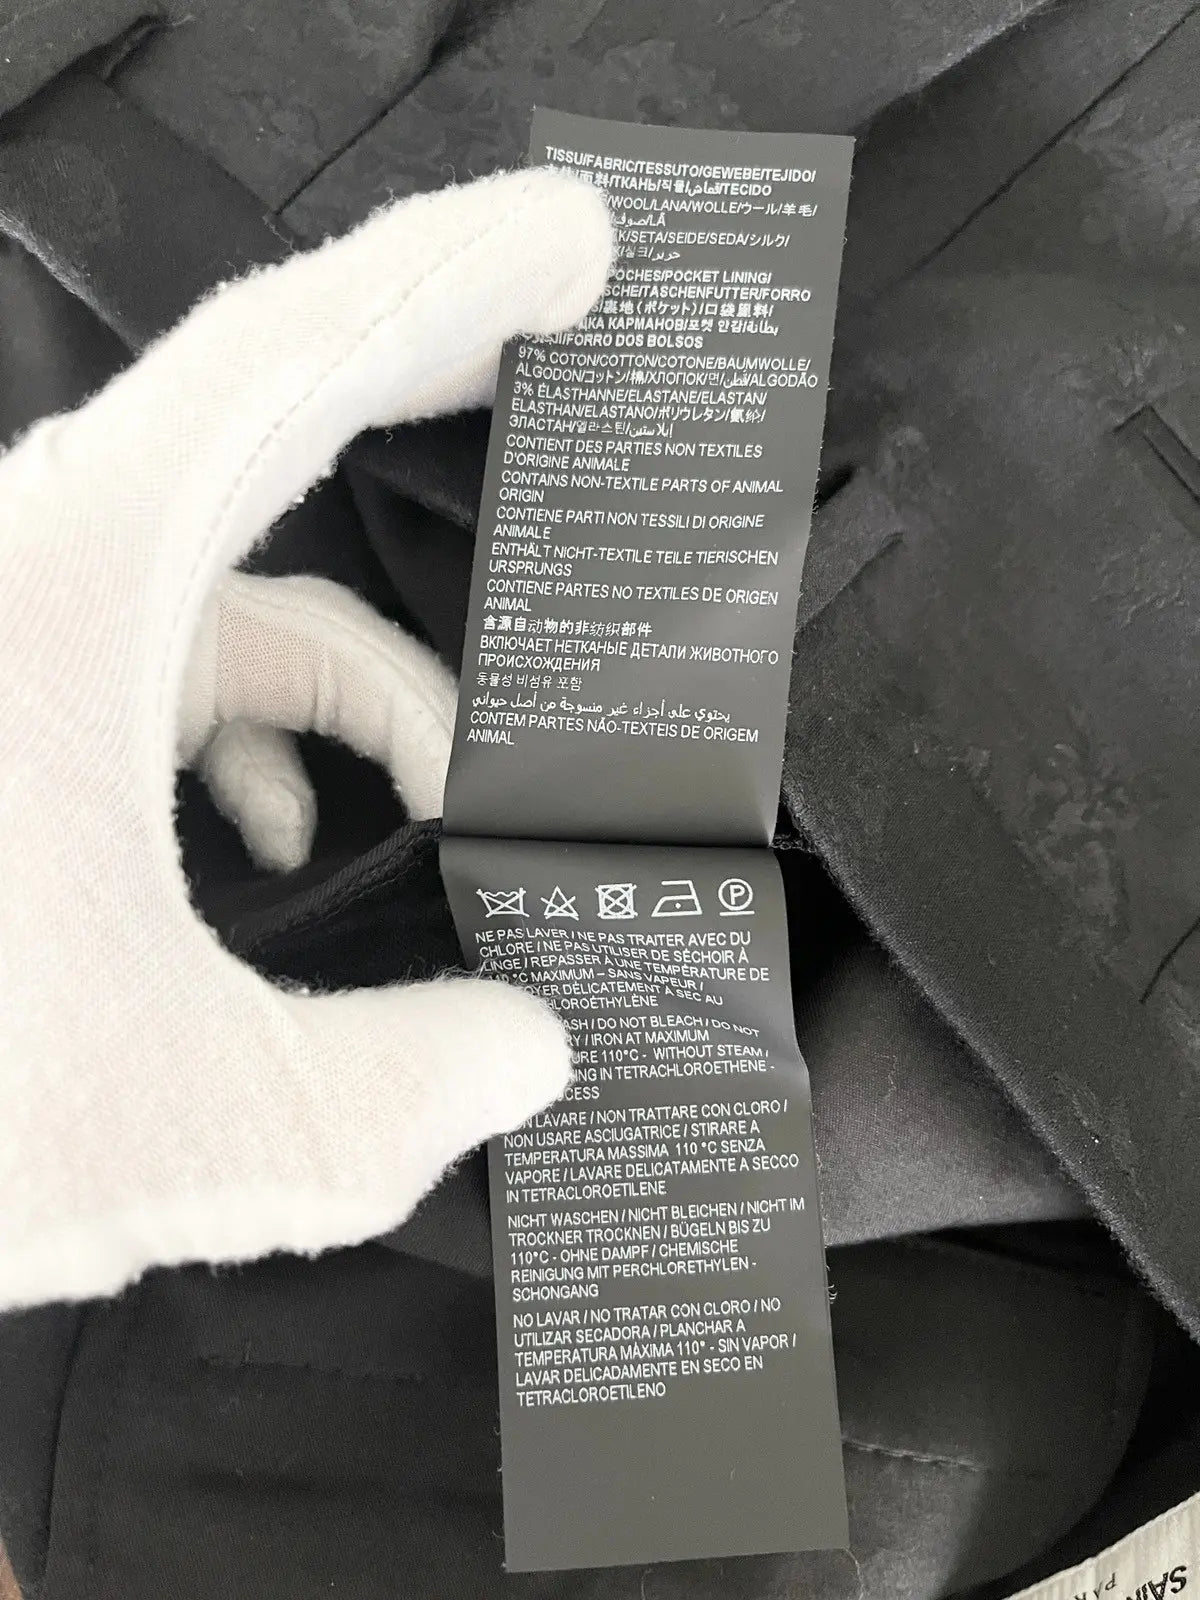 TISSU/FABRIC/TESSUTO/GEWEBE/TEJIDO/
/面料/ТКАНЬ/직물/قماش/TECIDO
/WOOL/LANA/WOLLE/ウール/羊毛/
/صوف/LÃ
/SETA/SEIDE/SEDA/シルク/
/실크/حرير
POCHES/POCKET LINING/
/TASCHENFUTTER/FORRO
/裏地(ポケット)/口袋里料/
КАРМАНОВ/포켓 안감/بطانة
/FORRO DOS BOLSOS
97% COTON/COTTON/COTONE/BAUMWOLLE/
ALGODON/コットン/棉/ХЛОПОК/면/قطن/ALGODÃO
3% ÉLASTHANNE/ELASTANE/ELASTAN/
ELASTHAN/ELASTANO/ポリウレタン/氨纶/
ЭЛАСТАН/엘라스틴/إيلاستين
CONTIENT DES PARTIES NON TEXTILES
D'ORIGINE ANIMALE
CONTAINS NON-TEXTILE PARTS OF ANIMAL
ORIGIN
CONTIENE PARTI NON TESSILI DI ORIGINE
ANIMALE
ENTHÄLT NICHT-TEXTILE TEILE TIERISCHEN
URSPRUNGS
CONTIENE PARTES NO TEXTILES DE ORIGEN
ANIMAL
含源自动物的非纺织部件
ВКЛЮЧАЕТ НЕТКАНЫЕ ДЕТАЛИ ЖИВОТНОГО
ПРОИСХОЖДЕНИЯ
동물성 비섬유 포함
يحتوي على أجزاء غير منسوجة من أصل حيواني
CONTEM PARTES NÃO-TEXTEIS DE ORIGEM
ANIMAL
P
NE PAS LAVER / NE PAS TRAITER AVEC DU
CHLORE / NE PAS UTILISER DE SÉCHOIR À
LINGE / REPASSER À UNE TEMPÉRATURE DE
°C MAXIMUM – SANS VAPEUR /
DÉLICATEMENT A SEC AU
/ DO NOT BLEACH / DO NOT
/ IRON AT MAXIMUM
110°C - WITHOUT STEAM /
IN TETRACHLOROETHENE -
LAVARE / NON TRATTARE CON CLORO /
NON USARE ASCIUGATRICE / STIRARE A
TEMPERATURA MASSIMA 110 °C SENZA
VAPORE / LAVARE DELICATAMENTE A SECCO
IN TETRACLOROETILENE
NICHT WASCHEN / NICHT BLEICHEN / NICHT IM
TROCKNER TROCKNEN / BÜGELN BIS ZU
110°C - OHNE DAMPF / CHEMISCHE
REINIGUNG MIT PERCHLORETHYLEN -
SCHONGANG
NO LAVAR / NO TRATAR CON CLORO / NO
UTILIZAR SECADORA / PLANCHAR A
TEMPERATURA MÁXIMA 110° - SIN VAPOR /
LAVAR DELICADAMENTE EN SECO EN
TETRACLOROETILENO